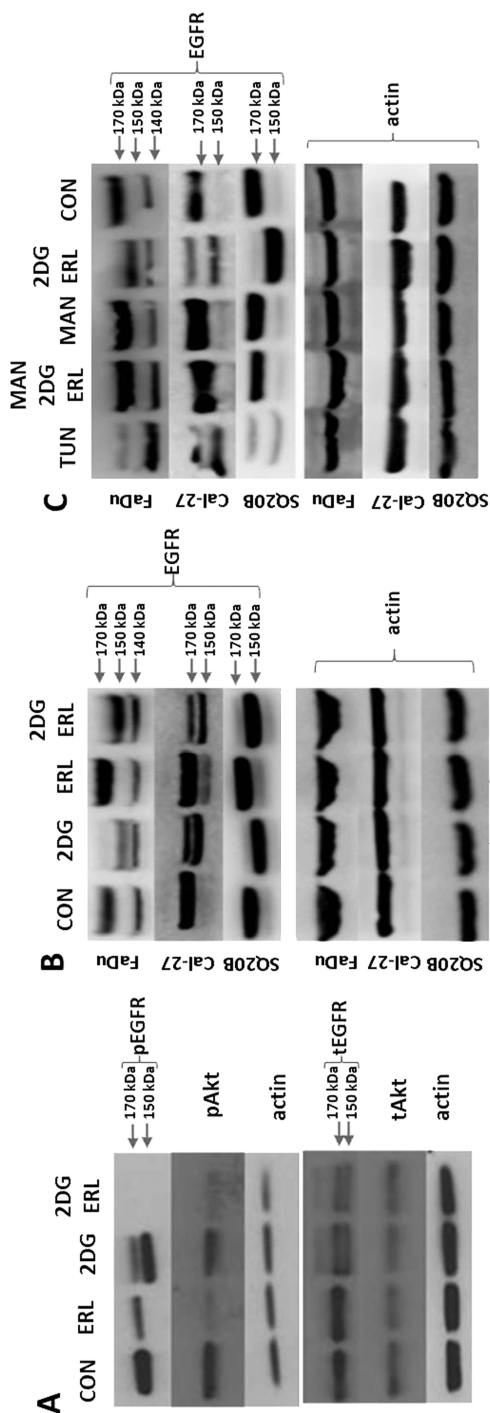 A
CON ERL 2DG 2DG
ERL
170 kDa
150 kDa
pEGFR
pAkt
actin
170 kDa
150 kDa
tEGFR
tAkt
actin
B
CON 2DG ERL 2DG
ERL
FaDu
170 kDa
150 kDa
140 kDa
Cal-27
170 kDa
150 kDa
SQ20B
170 kDa
150 kDa
EGFR
FaDu
Cal-27
SQ20B
actin
C
MAN
TUN 2DG MAN 2DG CON
ERL ERL
FaDu
170 kDa
150 kDa
140 kDa
Cal-27
170 kDa
150 kDa
SQ20B
170 kDa
150 kDa
EGFR
FaDu
Cal-27
SQ20B
actin